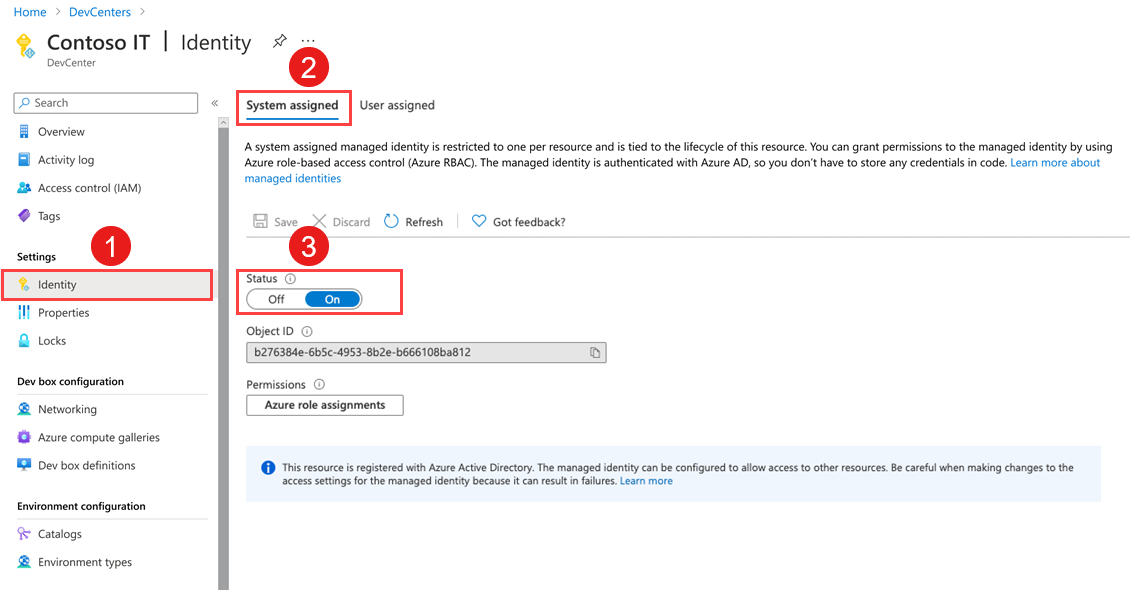 Home > DevCenters >
Contoso IT | Identity ...
DevCenter
2
Search «
System assigned User assigned
Overview
Activity log
Access control (IAM)
Tags
1
Settings
Identity
Properties
Locks
Dev box configuration
Networking
Azure compute galleries
Dev box definitions
Environment configuration
Catalogs
Environment types
A system assigned managed identity is restricted to one per resource and is tied to the lifecycle of this resource. You can grant permissions to the managed identity by using
Azure role-based access control (Azure RBAC). The managed identity is authenticated with Azure AD, so you don't have to store any credentials in code. Learn more about
managed identities
Save Discard Refresh Got feedback?
3
Status
Off On
Object ID
b276384e-6b5c-4953-8b2e-b666108ba812
Permissions
Azure role assignments
This resource is registered with Azure Active Directory. The managed identity can be configured to allow access to other resources. Be careful when making changes to the
access settings for the managed identity because it can result in failures. Learn more